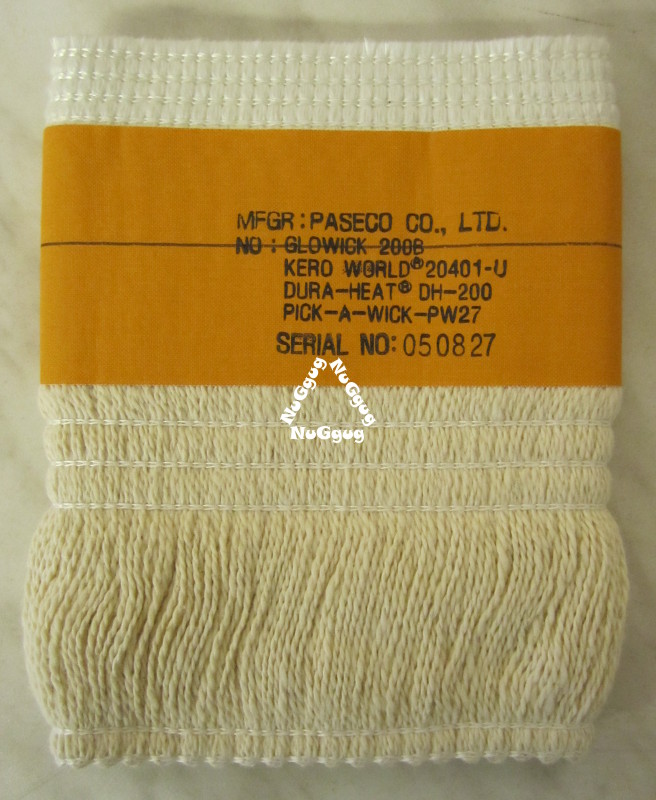 MFGR : PASECO CO., LTD.
NO : GLOWICK 200B
KERO WORLD® 20401-U
DURA-HEAT® DH-200
PICK-A-WICK-PW27
SERIAL NO: 050827
NuGgug
NuGgug
NuGgug